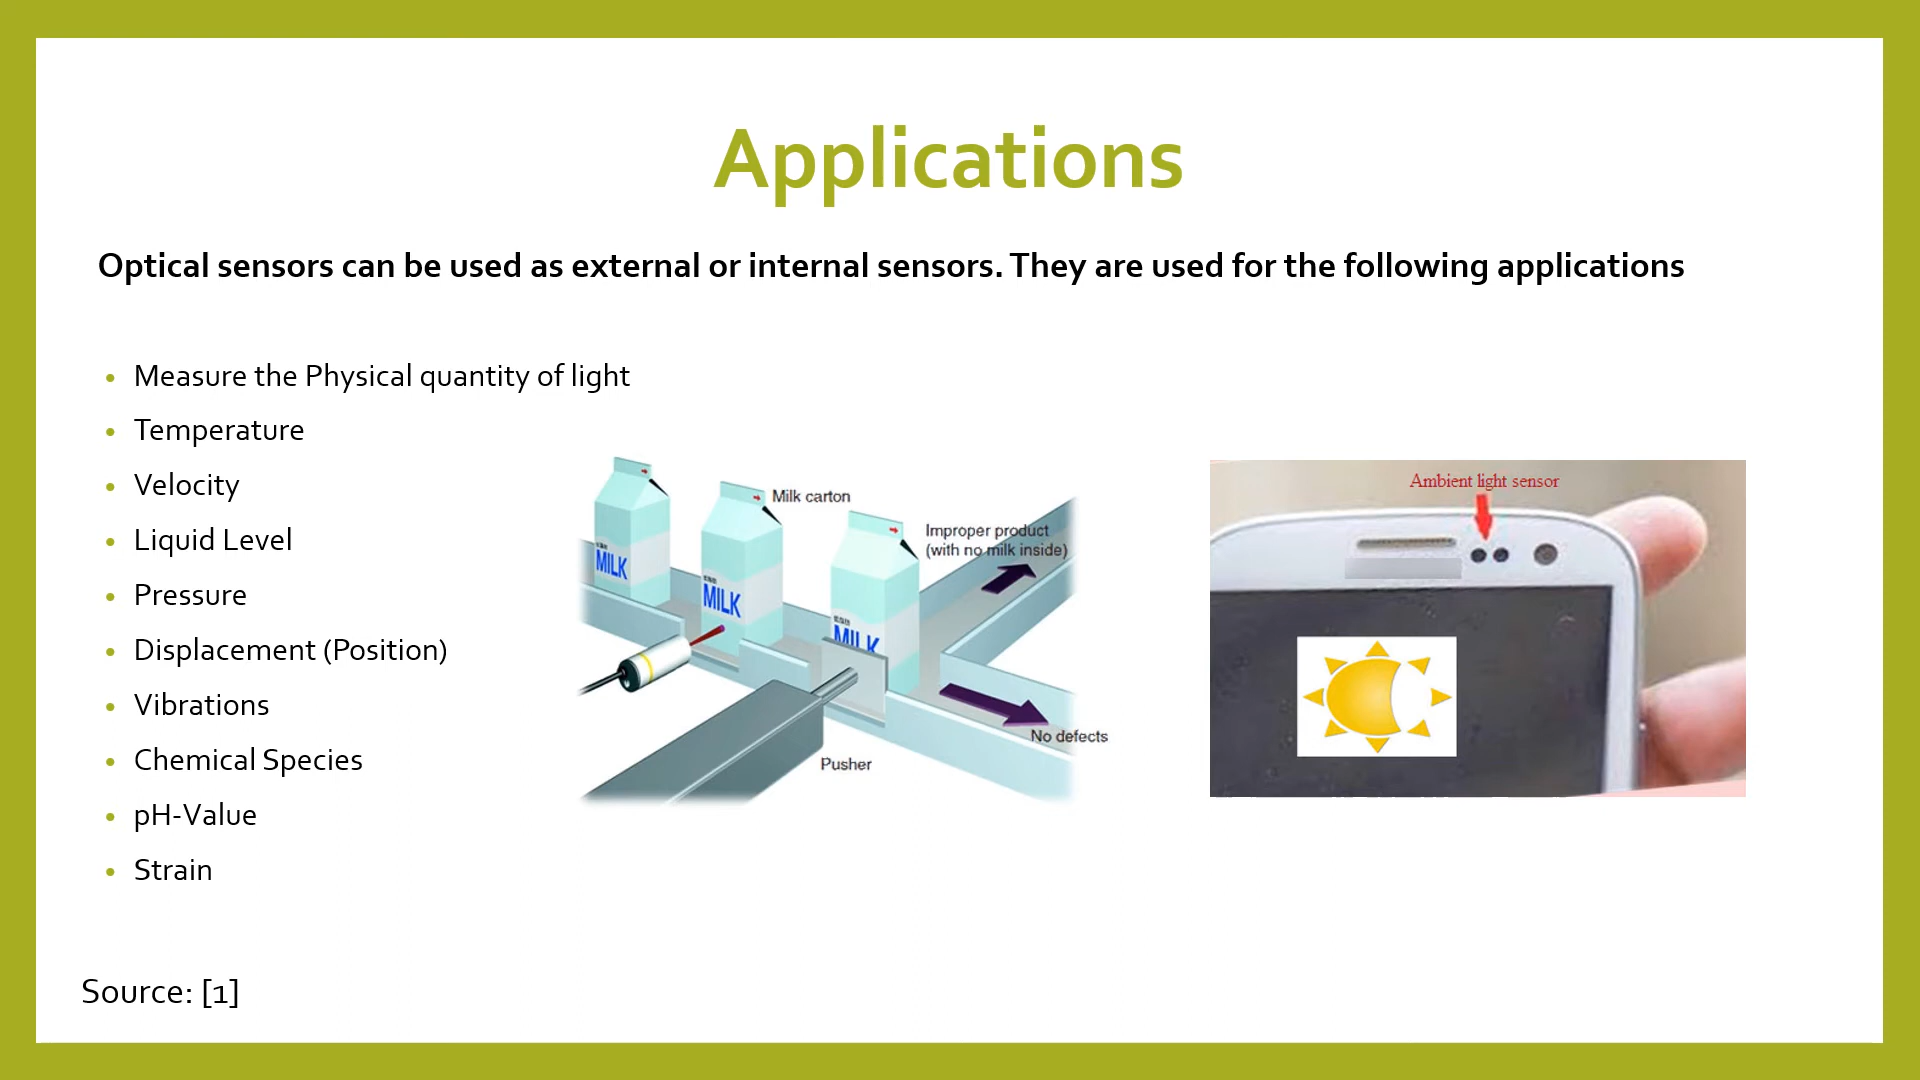 Applications
Optical sensors can be used as external or internal sensors. They are used for the following applications
Measure the Physical quantity of light
Temperature
Velocity
Liquid Level
Pressure
Displacement (Position)
Vibrations
Chemical Species
pH-Value
Strain
Milk carton
Improper product
(with no milk inside)
MILK
MILK
MILK
No defects
Pusher
Ambient light sensor
Source: [1]